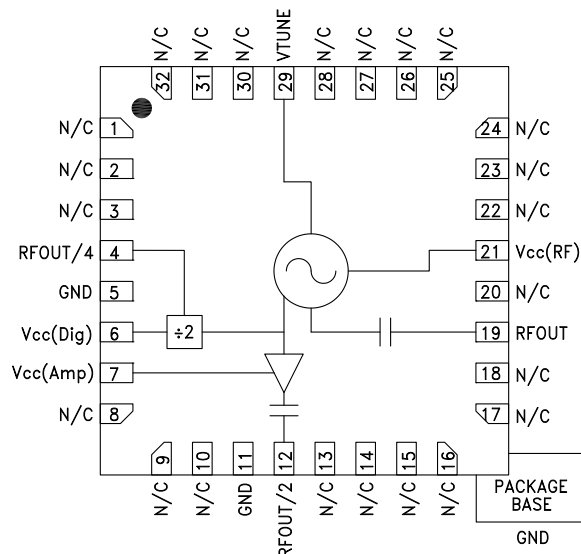 N/C N/C N/C VTUNE N/C N/C N/C N/C
32 31 30 29 28 27 26 25
N/C 1
N/C 2
N/C 3
RFOUT/4 4
GND 5
Vcc(Dig) 6
Vcc(Amp) 7
N/C 8
÷2
24 N/C
23 N/C
22 N/C
21 Vcc(RF)
20 N/C
19 RFOUT
18 N/C
17 N/C
9 10 11 12 13 14 15 16
N/C N/C GND RFOUT/2 N/C N/C N/C N/C
PACKAGE
BASE
GND